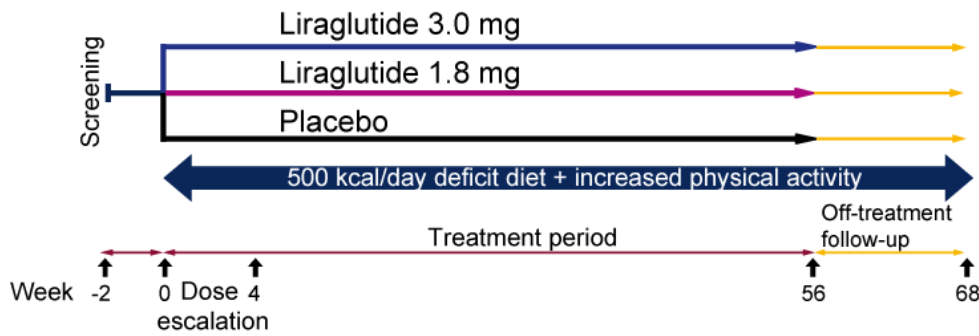 Liraglutide 3.0 mg
Screening
Liraglutide 1.8 mg
Placebo
500 kcal/day deficit diet + increased physical activity
Treatment period
Off-treatment
follow-up
Week -2 0 Dose 4 56 68
escalation